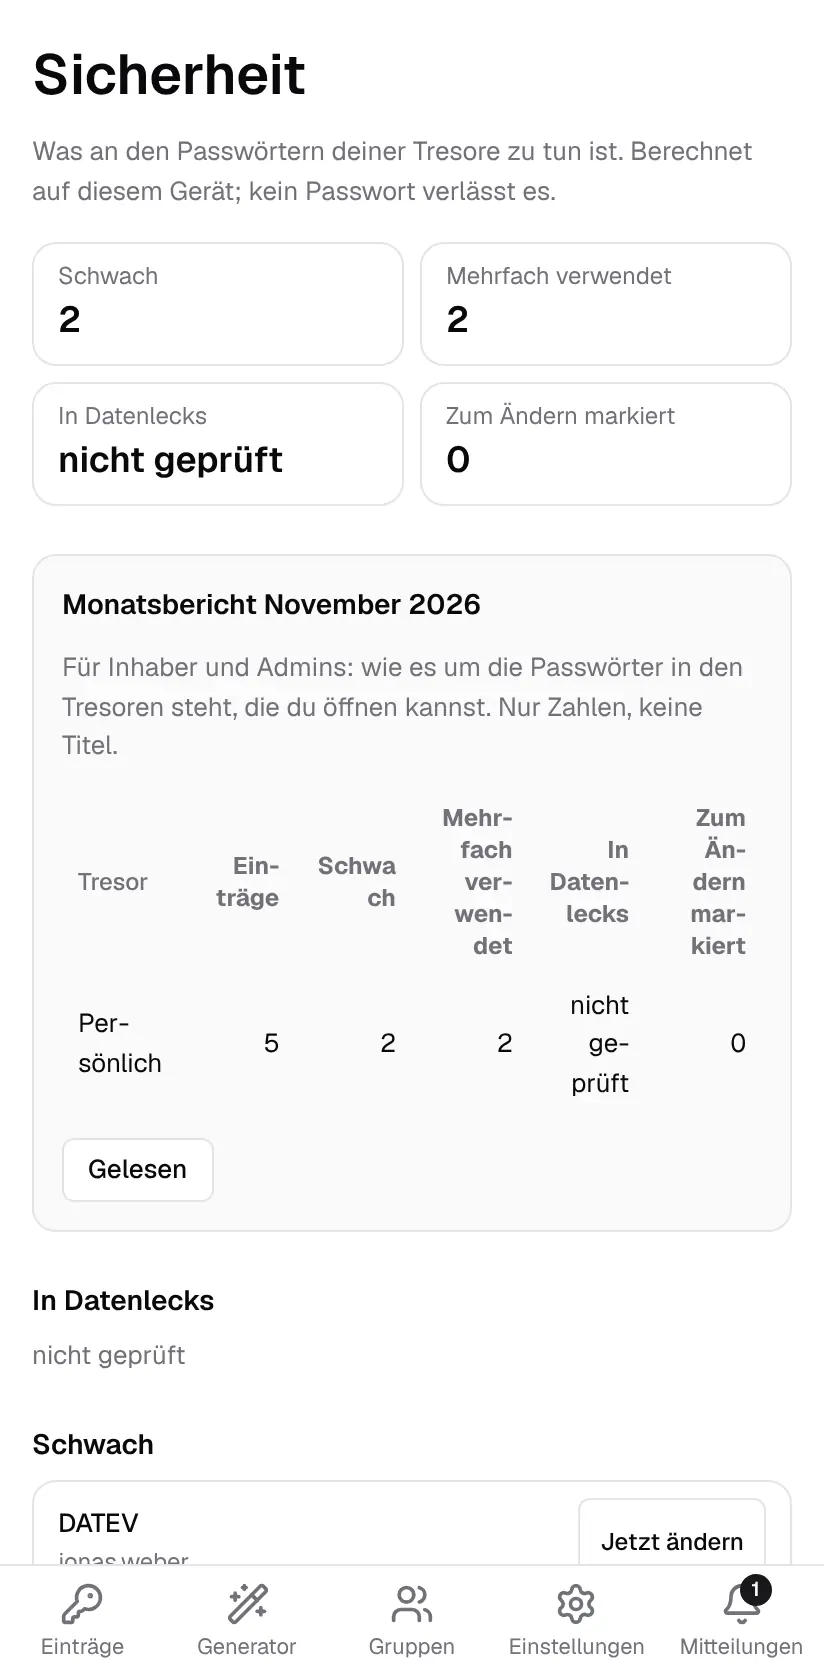 Sicherheit
Was an den Passwörtern deiner Tresore zu tun ist. Berechnet
auf diesem Gerät; kein Passwort verlässt es.
Schwach
2
Mehrfach verwendet
2
In Datenlecks
nicht geprüft
Zum Ändern markiert
0
Monatsbericht November 2026
Für Inhaber und Admins: wie es um die Passwörter in den
Tresoren steht, die du öffnen kannst. Nur Zahlen, keine
Titel.
Tresor
Ein-
träge
Schwa
ch
Mehr-
fach
ver-
wen-
det
In
Daten-
lecks
Zum
Än-
dern
mar-
kiert
Per-
sönlich
5
2
2
nicht
ge-
prüft
0
Gelesen
In Datenlecks
nicht geprüft
Schwach
DATEV
jonas.weber
Jetzt ändern
1
Einträge
Generator
Gruppen
Einstellungen
Mitteilungen